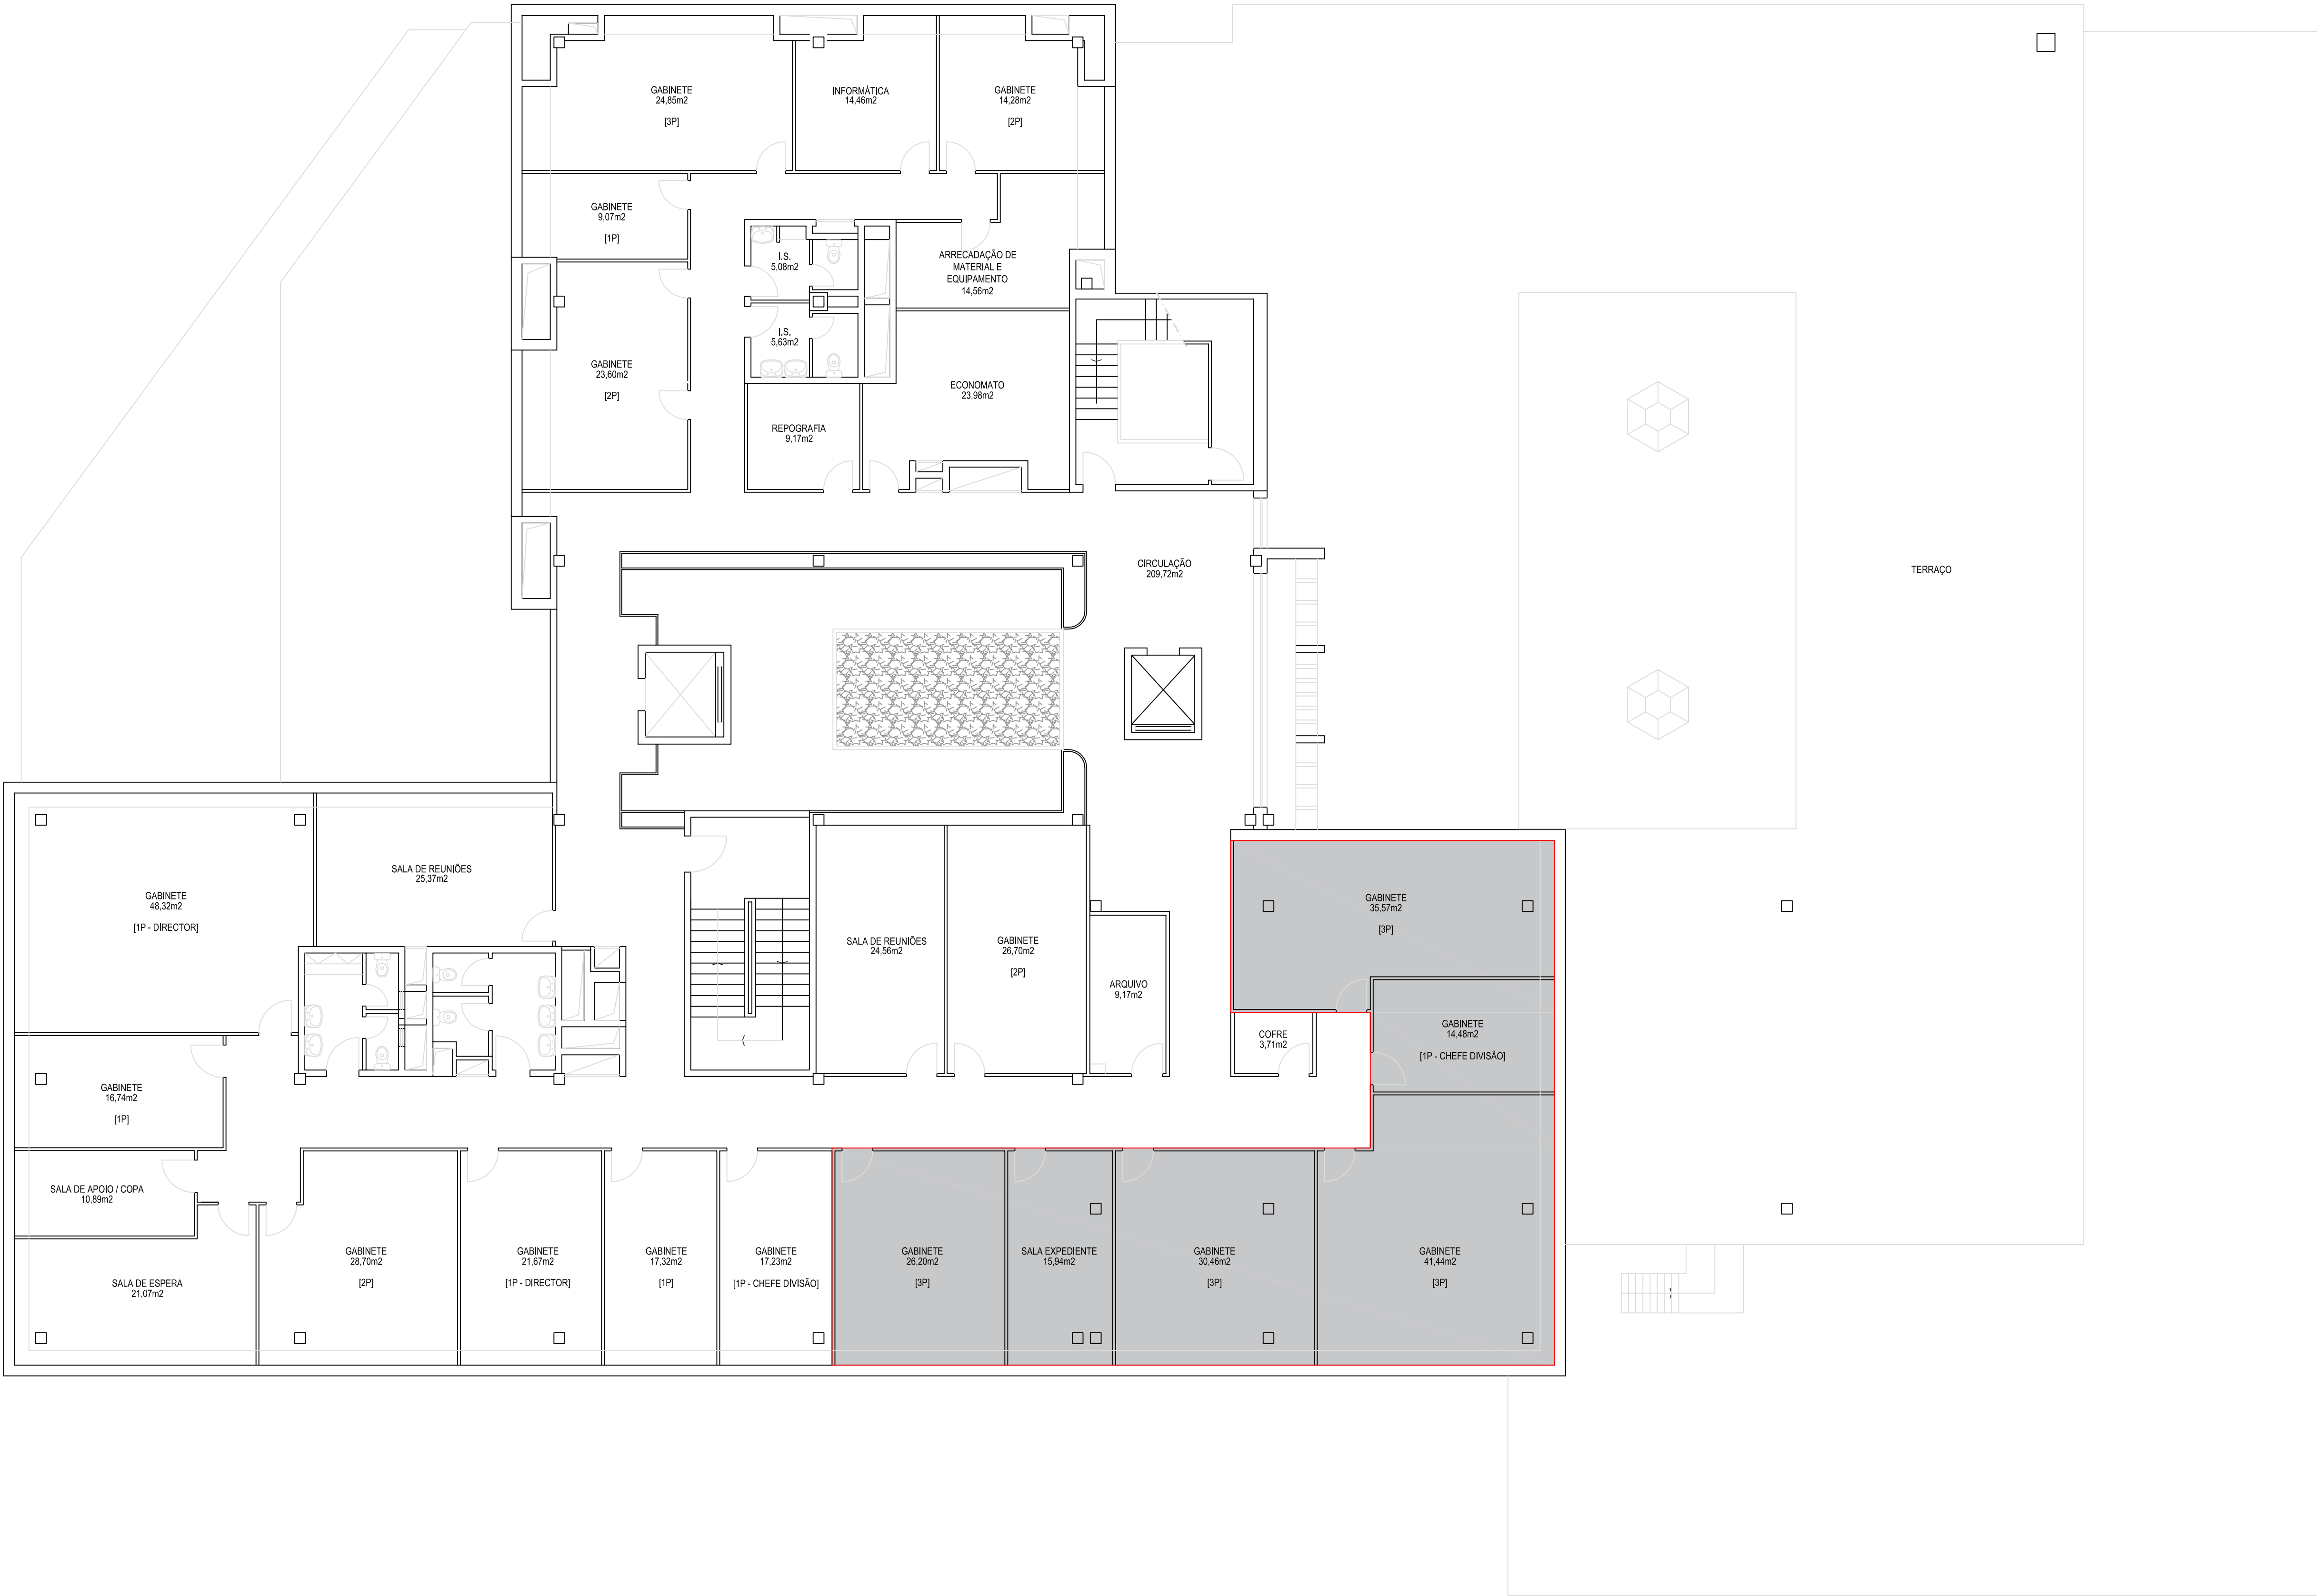 GABINETE
24,85m2
[3P]
INFORMÁTICA
14,46m2
GABINETE
14,28m2
[2P]
GABINETE
9,07m2
[1P]
I.S.
5,08m2
ARRECADAÇÃO DE
MATERIAL E
EQUIPAMENTO
14,56m2
I.S.
5,63m2
GABINETE
23,60m2
[2P]
ECONOMATO
23,98m2
REPOGRAFIA
9,17m2
CIRCULAÇÃO
209,72m2
TERRAÇO
SALA DE REUNIÕES
25,37m2
GABINETE
48,32m2
[1P - DIRECTOR]
SALA DE REUNIÕES
24,56m2
GABINETE
26,70m2
[2P]
ARQUIVO
9,17m2
GABINETE
35,57m2
[3P]
COFRE
3,71m2
GABINETE
14,48m2
[1P - CHEFE DIVISÃO]
GABINETE
16,74m2
[1P]
SALA DE APOIO / COPA
10,89m2
SALA DE ESPERA
21,07m2
GABINETE
28,70m2
[2P]
GABINETE
21,67m2
[1P - DIRECTOR]
GABINETE
17,32m2
[1P]
GABINETE
17,23m2
[1P - CHEFE DIVISÃO]
GABINETE
26,20m2
[3P]
SALA EXPEDIENTE
15,94m2
GABINETE
30,46m2
[3P]
GABINETE
41,44m2
[3P]